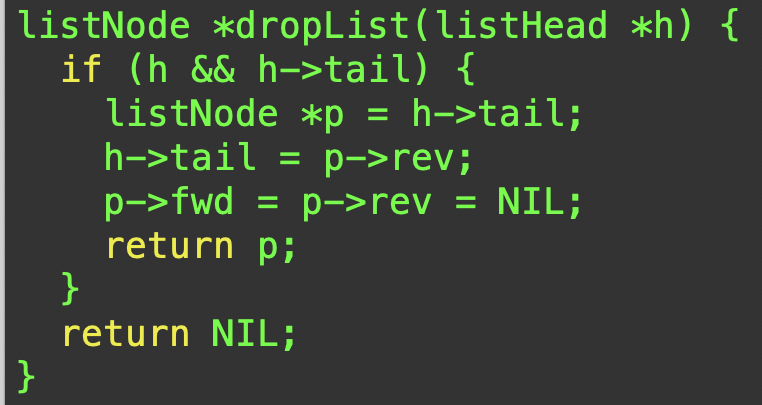 listNode *dropList(listHead *h) {
  if (h && h->tail) {
    listNode *p = h->tail;
    h->tail = p->rev;
    p->fwd = p->rev = NIL;
    return p;
  }
  return NIL;
}